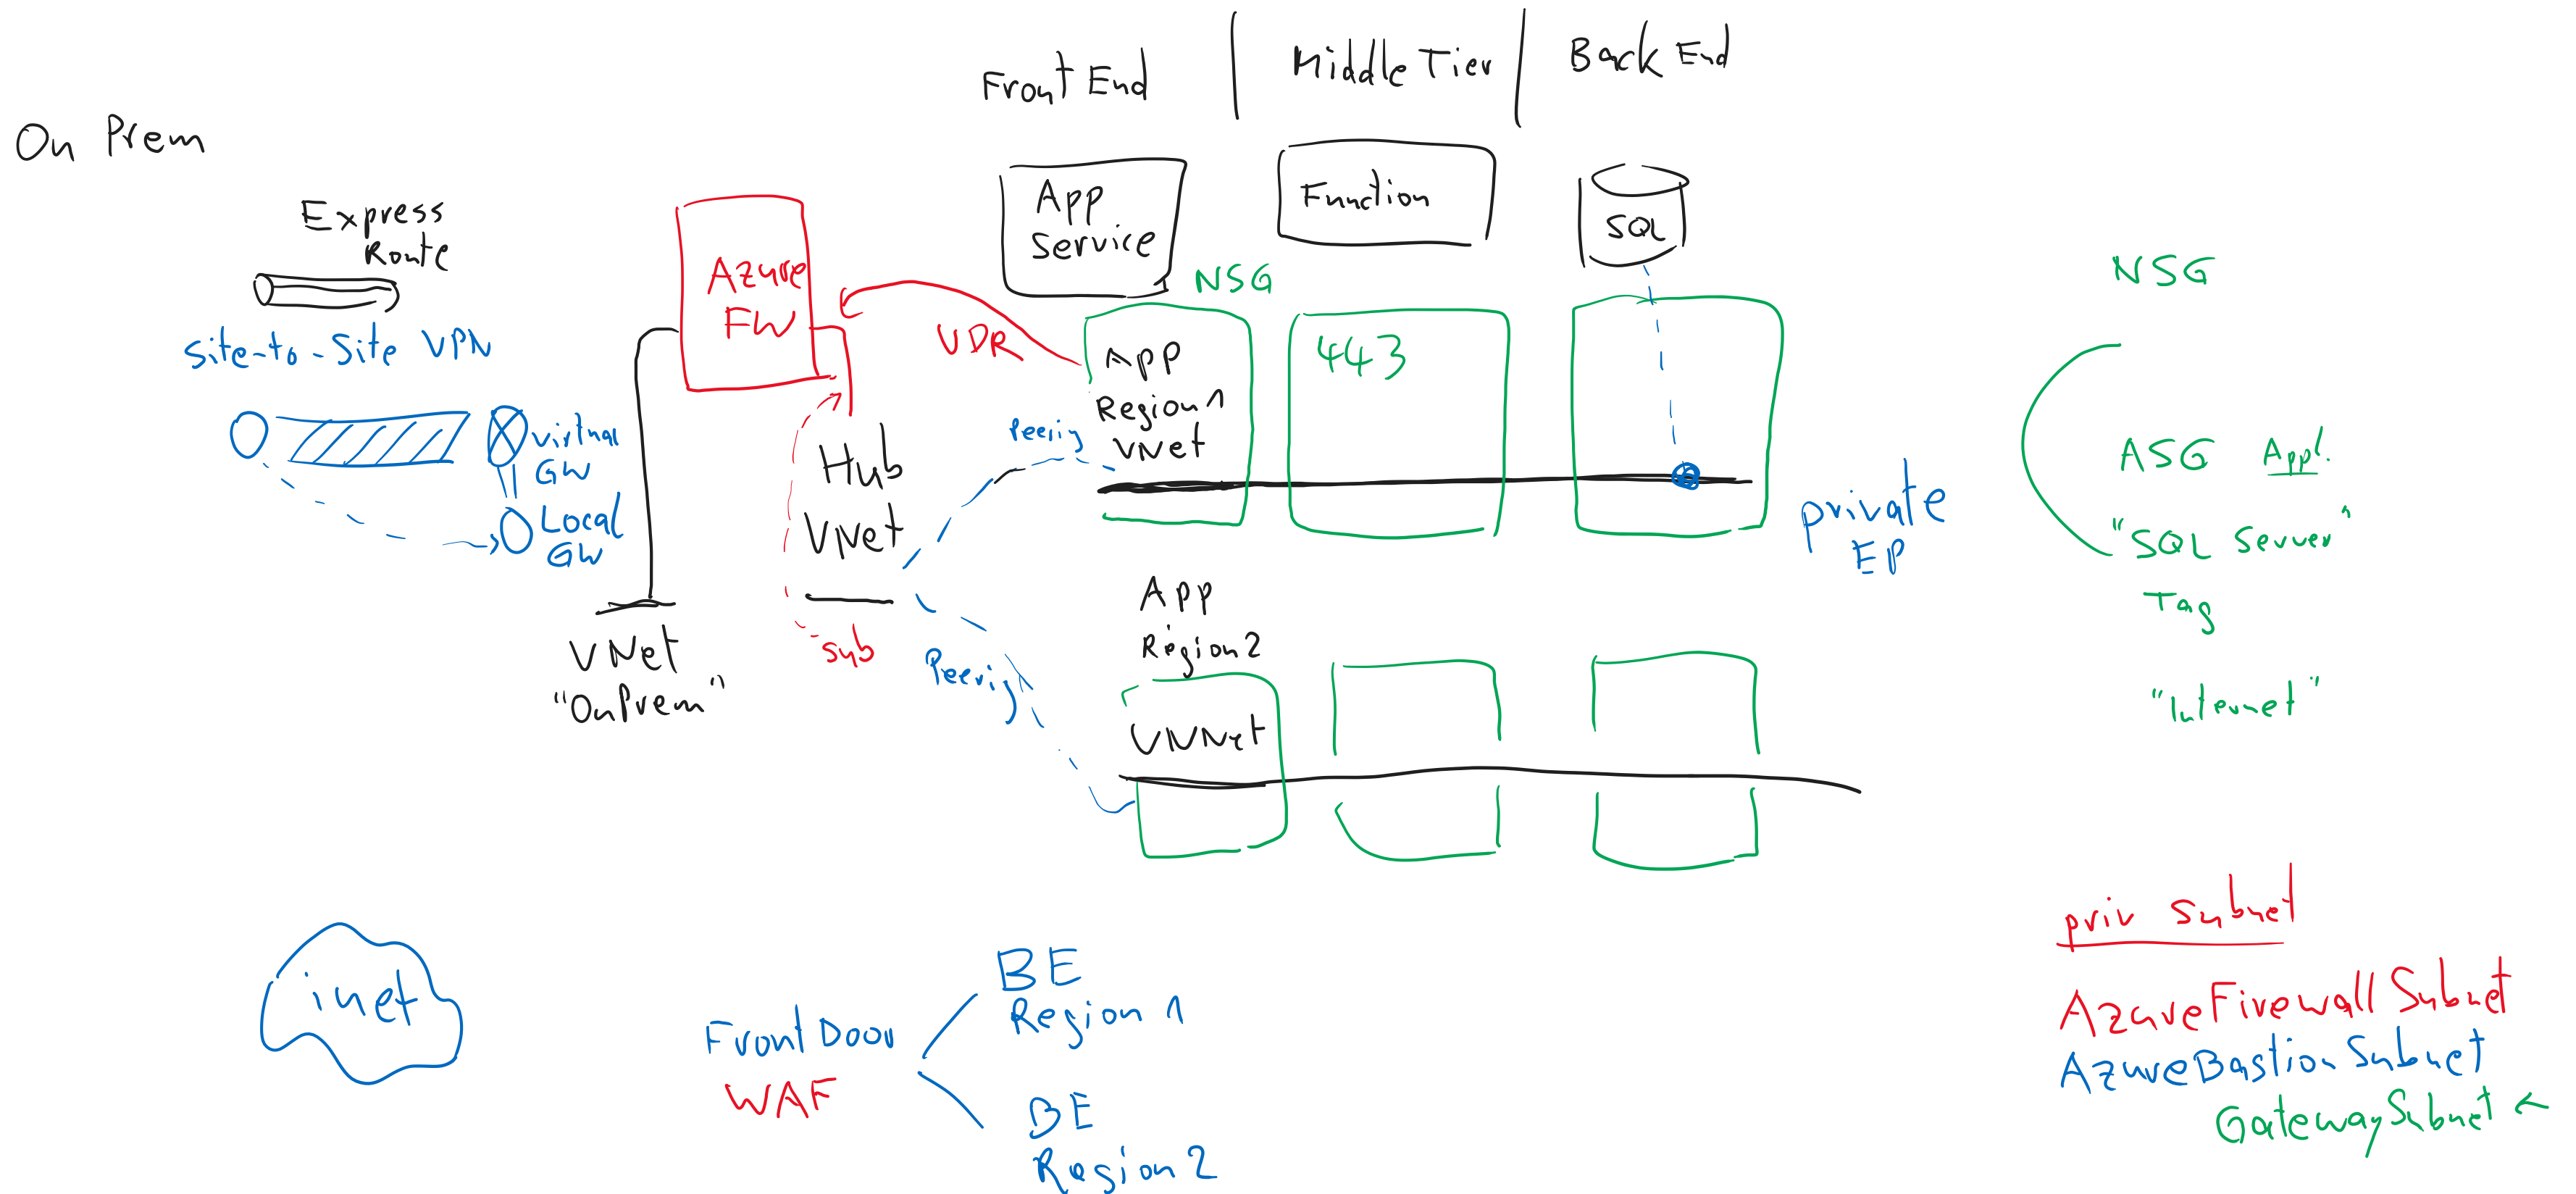 On Prem
Express
Route
Site-to-Site VPN
virtual
GW
Local
GW
VNet
"OnPrem"
Azure
FW
Hub
VNet
sub
Front End
Middle Tier
Back End
App
Service
Function
SQL
NSG
UDR
App
Region 1
VNet
443
Peerig
private
EP
App
Region 2
VNNet
Peerig
NSG
ASG Appl.
"SQL Server"
Tag
"Internet"
inet
Front Door
WAF
BE
Region 1
BE
Region 2
priv subnet
AzureFirewallSubnet
AzureBastionSubnet
GatewaySubnet ←